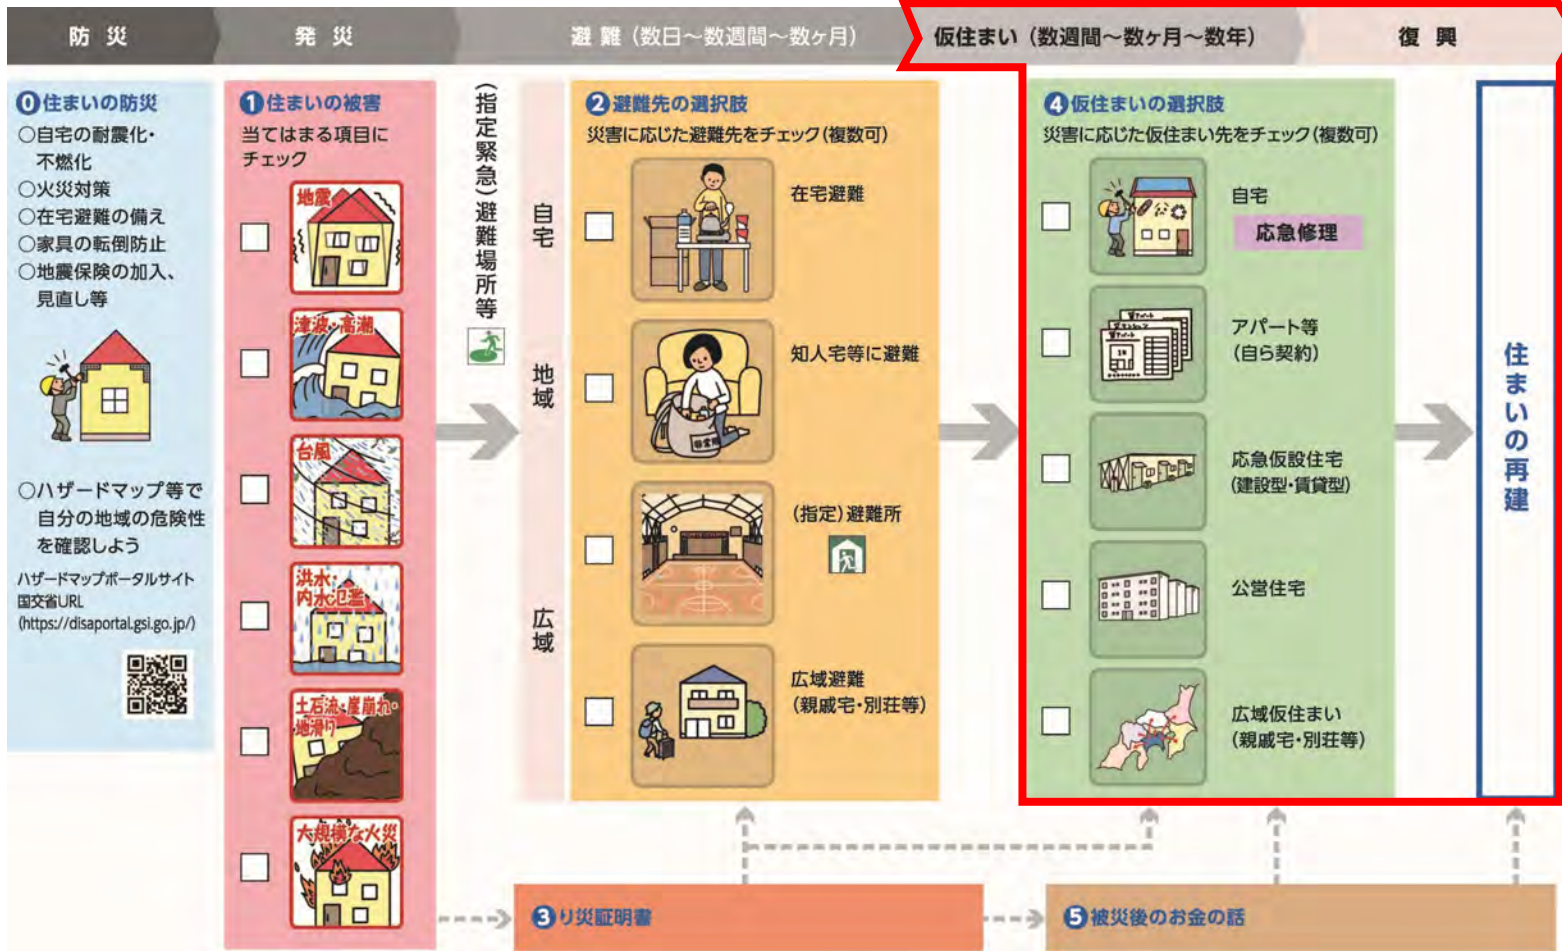 防 災
発 災
避 難（数日～数週間～数ヶ月）
仮住まい（数週間～数ヶ月～数年）
復 興
⓪住まいの防災
○自宅の耐震化・
不燃化
○火災対策
○在宅避難の備え
○家具の転倒防止
○地震保険の加入、
見直し等
○ハザードマップ等で
自分の地域の危険性
を確認しよう
ハザードマップポータルサイト
国交省URL
(https://disaportal.gsi.go.jp/)
❶住まいの被害
当てはまる項目に
チェック
地震
津波・高潮
台風
洪水・
内水氾濫
土石流・崖崩れ・
地滑り
大規模な火災
（指定緊急）避難場所等
自宅
地域
広域
❷避難先の選択肢
災害に応じた避難先をチェック（複数可）
在宅避難
知人宅等に避難
（指定）避難所
広域避難
（親戚宅・別荘等）
❹仮住まいの選択肢
災害に応じた仮住まい先をチェック（複数可）
自宅
応急修理
アパート等
（自ら契約）
応急仮設住宅
（建設型・賃貸型）
公営住宅
広域仮住まい
（親戚宅・別荘等）
住まいの再建
❸り災証明書
❺被災後のお金の話